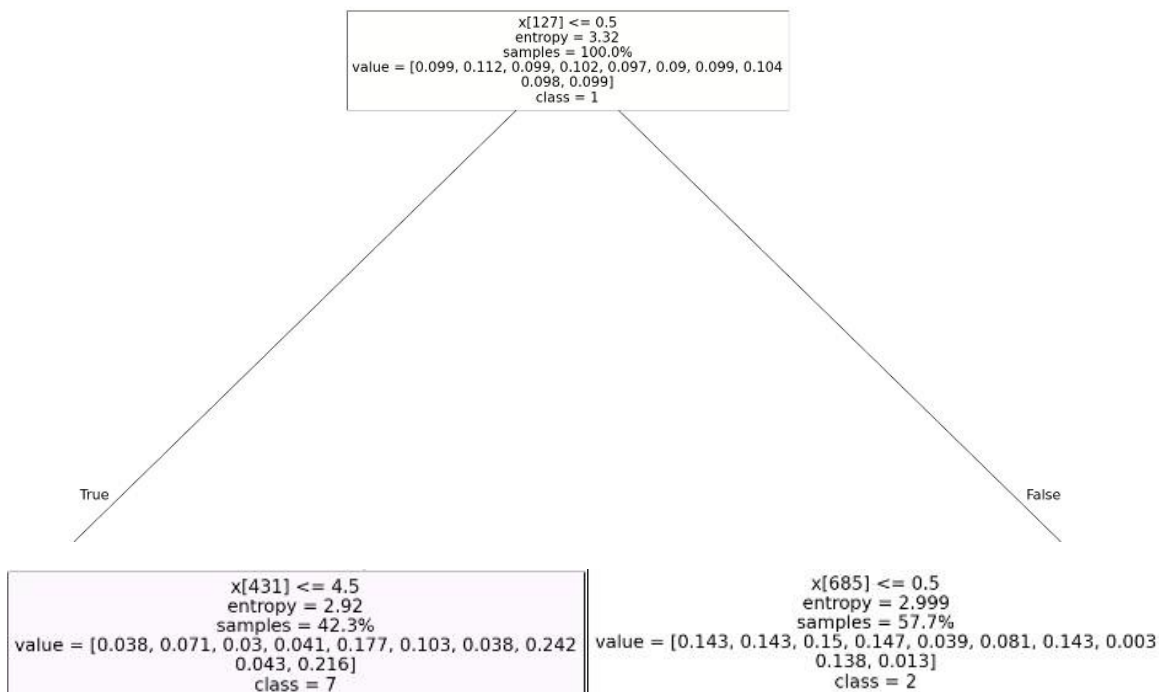 x[127] <= 0.5
entropy = 3.32
samples = 100.0%
value = [0.099, 0.112, 0.099, 0.102, 0.097, 0.09, 0.099, 0.104
0.098, 0.099]
class = 1
True
False
x[431] <= 4.5
entropy = 2.92
samples = 42.3%
value = [0.038, 0.071, 0.03, 0.041, 0.177, 0.103, 0.038, 0.242
0.043, 0.216]
class = 7
x[685] <= 0.5
entropy = 2.999
samples = 57.7%
value = [0.143, 0.143, 0.15, 0.147, 0.039, 0.081, 0.143, 0.003
0.138, 0.013]
class = 2